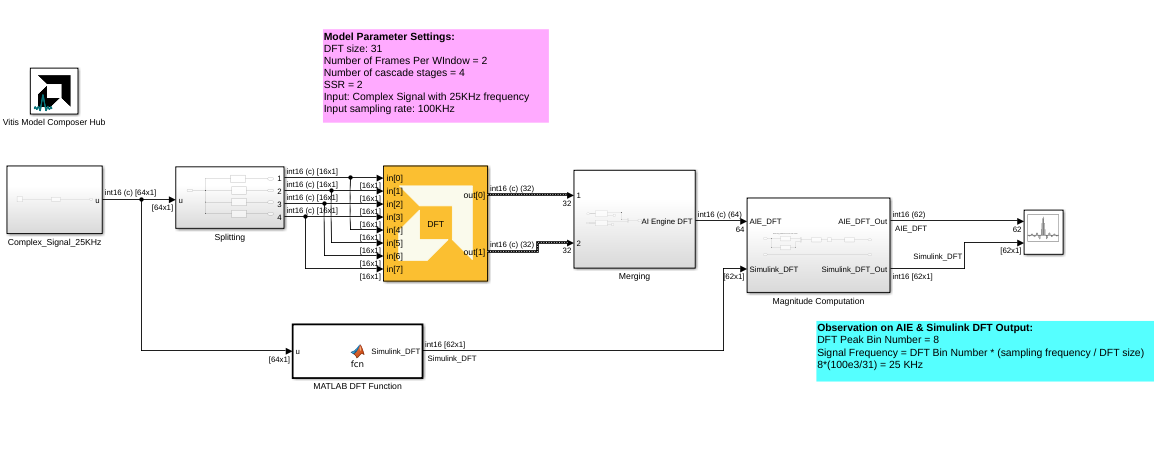 Model Parameter Settings:
DFT size: 31
Number of Frames Per WIndow = 2
Number of cascade stages = 4
SSR = 2
Input: Complex Signal with 25KHz frequency
Input sampling rate: 100KHz
Vitis Model Composer Hub
u
int16 (c) [64x1]
[64x1]
Complex_Signal_25KHz
u
1
2
3
4
Splitting
int16 (c) [16x1]
int16 (c) [16x1]
int16 (c) [16x1]
int16 (c) [16x1]
[16x1]
[16x1]
[16x1]
[16x1]
[16x1]
[16x1]
[16x1]
[16x1]
in[0]
in[1]
in[2]
in[3]
in[4]
in[5]
in[6]
in[7]
DFT
out[0]
out[1]
int16 (c) (32)
32
int16 (c) (32)
32
1
2
AI Engine DFT
Merging
int16 (c) (64)
64
[62x1]
AIE_DFT
Simulink_DFT
AIE_DFT_Out
Simulink_DFT_Out
Magnitude Computation
int16 (62)
AIE_DFT
62
Simulink_DFT
[62x1]
int16 [62x1]
[64x1]
u
fcn
Simulink_DFT
MATLAB DFT Function
int16 [62x1]
Simulink_DFT
Observation on AIE & Simulink DFT Output:
DFT Peak Bin Number = 8
Signal Frequency = DFT Bin Number * (sampling frequency / DFT size)
8*(100e3/31) = 25 KHz